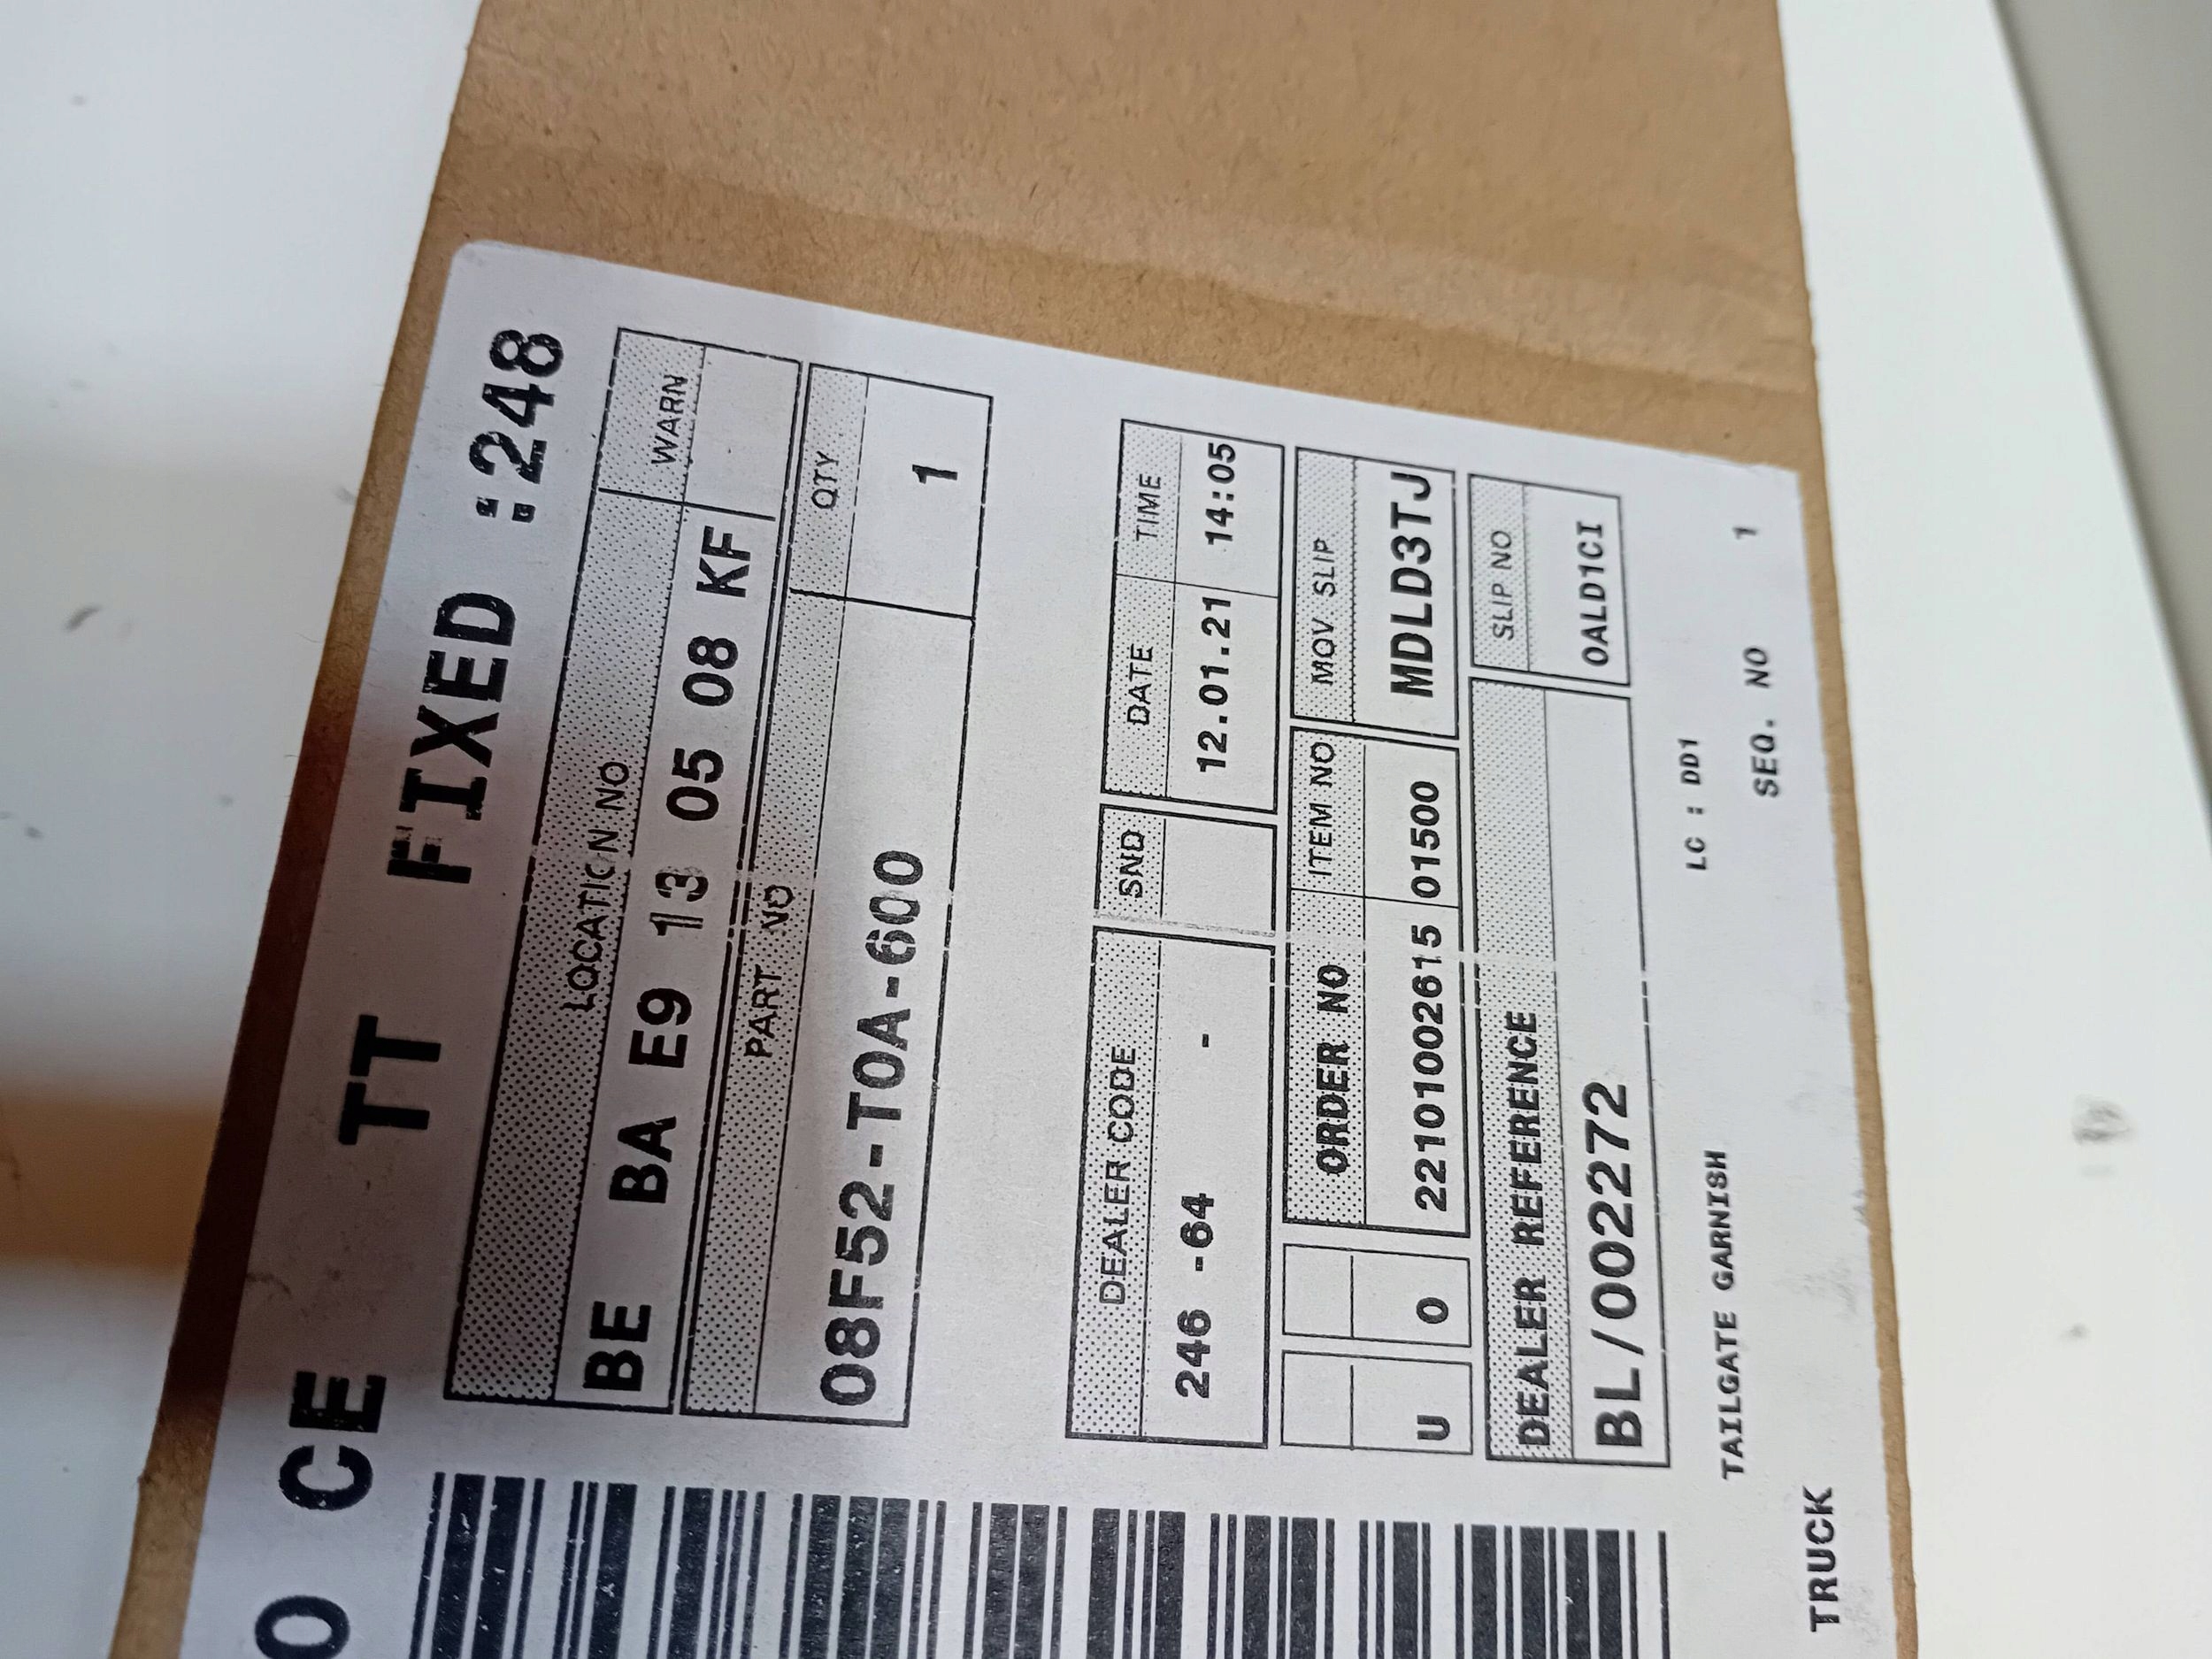 O CE TT FIXED :248
LOCATION NO WARN
BE BA E9 13 05 08 KF
PART NO QTY
08F52-T0A-600 1
DEALER CODE SND DATE TIME
246 -64 - 12.01.21 14:05
ORDER NO ITEM NO MOV SLIP
U O 22101002615 01500 MDLD3TJ
DEALER REFERENCE SLIP NO
BL/002272 0ALD1CI
TAILGATE GARNISH LC : DD1
SEQ. NO 1
TRUCK